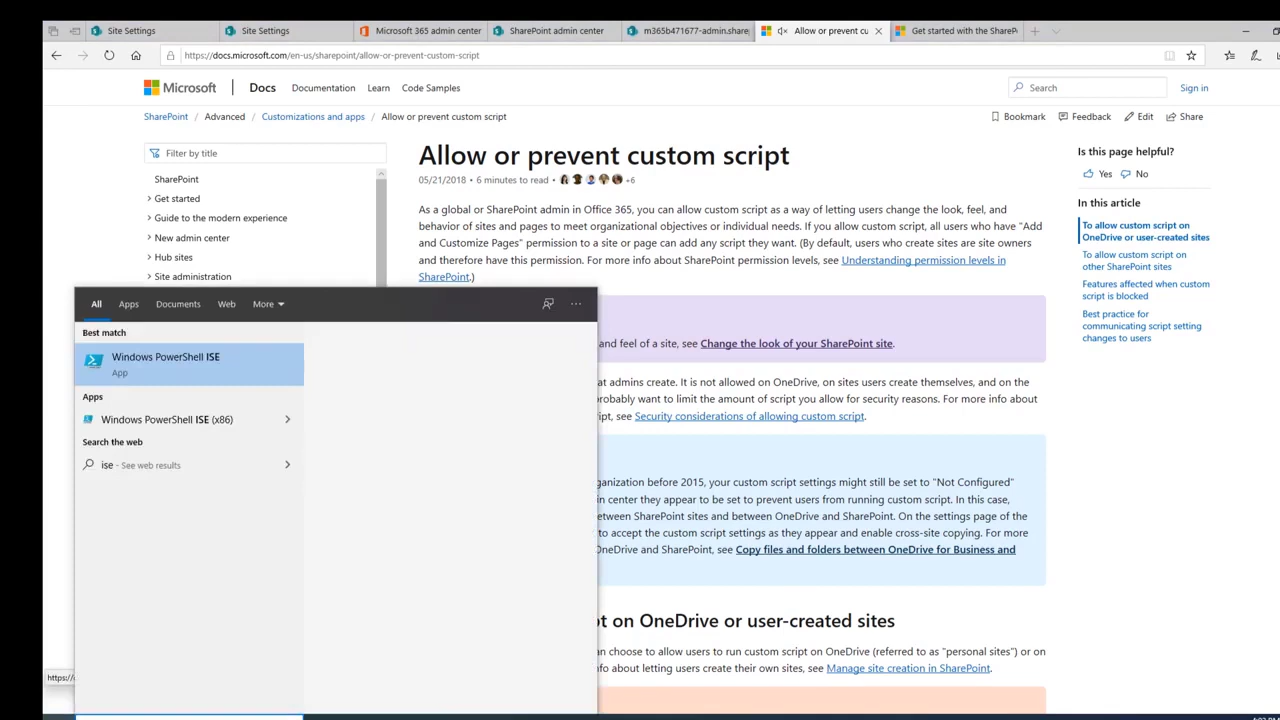 Site Settings
Site Settings
Microsoft 365 admin center
SharePoint admin center
m365b471677-admin.share
Allow or prevent cu
Get started with the ShareP
https://docs.microsoft.com/en-us/sharepoint/allow-or-prevent-custom-script
Microsoft
Docs
Documentation
Learn
Code Samples
Search
Sign in
SharePoint / Advanced / Customizations and apps / Allow or prevent custom script
Bookmark
Feedback
Edit
Share
Filter by title
SharePoint
Get started
Guide to the modern experience
New admin center
Hub sites
Site administration
Allow or prevent custom script
05/21/2018 • 6 minutes to read •
+6
As a global or SharePoint admin in Office 365, you can allow custom script as a way of letting users change the look, feel, and
behavior of sites and pages to meet organizational objectives or individual needs. If you allow custom script, all users who have "Add
and Customize Pages" permission to a site or page can add any script they want. (By default, users who create sites are site owners
and therefore have this permission. For more info about SharePoint permission levels, see Understanding permission levels in
SharePoint.)
and feel of a site, see Change the look of your SharePoint site.
at admins create. It is not allowed on OneDrive, on sites users create themselves, and on the
probably want to limit the amount of script you allow for security reasons. For more info about
ipt, see Security considerations of allowing custom script.
ganization before 2015, your custom script settings might still be set to "Not Configured"
in center they appear to be set to prevent users from running custom script. In this case,
etween SharePoint sites and between OneDrive and SharePoint. On the settings page of the
to accept the custom script settings as they appear and enable cross-site copying. For more
OneDrive and SharePoint, see Copy files and folders between OneDrive for Business and
pt on OneDrive or user-created sites
can choose to allow users to run custom script on OneDrive (referred to as "personal sites") or on
nfo about letting users create their own sites, see Manage site creation in SharePoint.
Is this page helpful?
Yes
No
In this article
To allow custom script on
OneDrive or user-created sites
To allow custom script on
other SharePoint sites
Features affected when custom
script is blocked
Best practice for
communicating script setting
changes to users
All
Apps
Documents
Web
More
Best match
Windows PowerShell ISE
App
Apps
Windows PowerShell ISE (x86)
Search the web
ise - See web results
https://